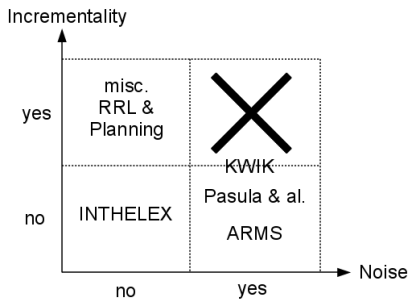 Incrementality
misc.
RRL &
Planning
yes
KWIK
Pasula & al.
INTHELEX
no
ARMS
Noise
no
yes